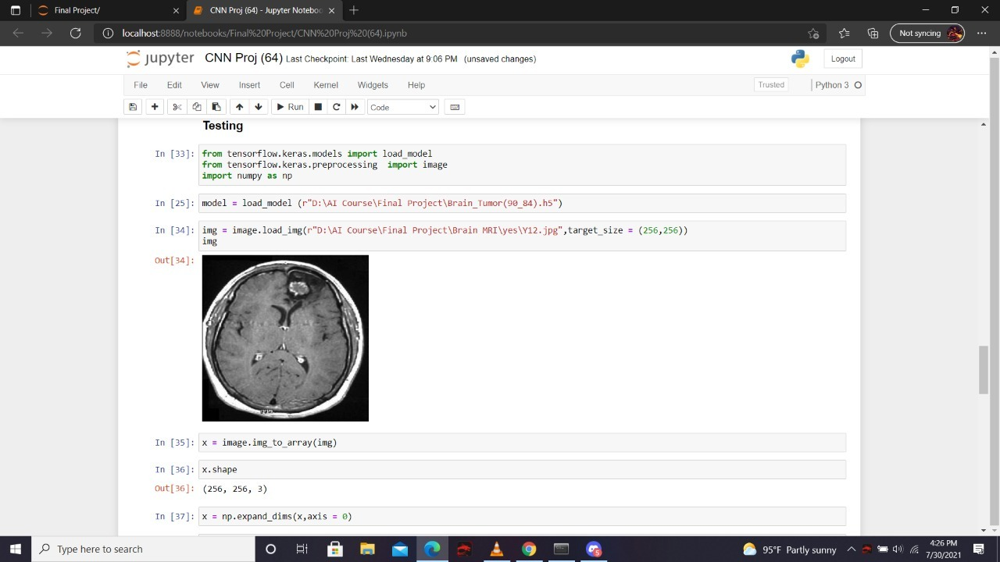 Final Project/
CNN Proj (64) - Jupyter Noteboo
localhost:8888/notebooks/Final%20Project/CNN%20Proj%20(64).ipynb
Not syncing
jupyter CNN Proj (64) Last Checkpoint: Last Wednesday at 9:06 PM (unsaved changes)
Logout
File Edit View Insert Cell Kernel Widgets Help
Trusted
Python 3
Run
Code
Testing
In [33]: from tensorflow.keras.models import load_model
from tensorflow.keras.preprocessing  import image
import numpy as np
In [25]: model = load_model (r"D:\AI Course\Final Project\Brain_Tumor(90_84).h5")
In [34]: img = image.load_img(r"D:\AI Course\Final Project\Brain MRI\yes\Y12.jpg",target_size = (256,256))
img
Out[34]:
In [35]: x = image.img_to_array(img)
In [36]: x.shape
Out[36]: (256, 256, 3)
In [37]: x = np.expand_dims(x,axis = 0)
Type here to search
95°F Partly sunny
4:26 PM
7/30/2021